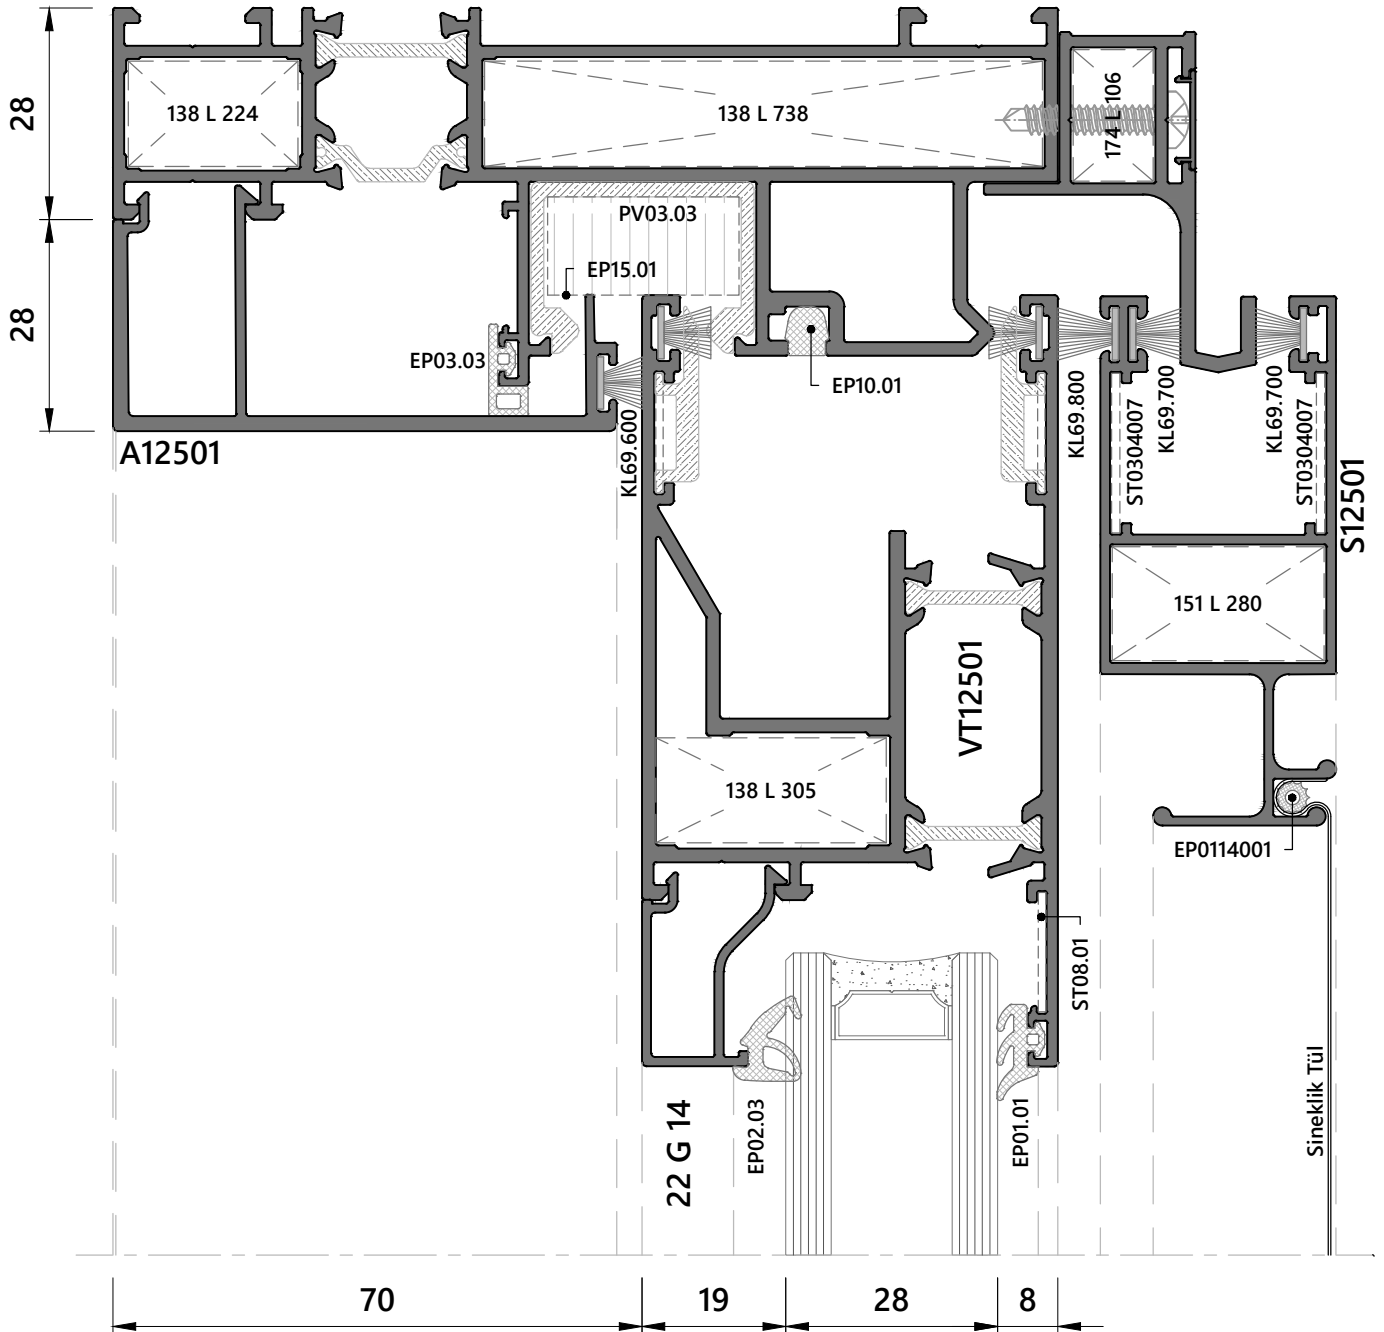 28
138 L 224
138 L 738
174 L 106
PV03.03
EP15.01
28
EP03.03
EP10.01
A12501
KL69.600
KL69.800
ST0304007
KL69.700
KL69.700
ST0304007
S12501
151 L 280
VT12501
138 L 305
EP0114001
ST08.01
22 G 14
EP02.03
EP01.01
Sineklik Tül
70
19
28
8